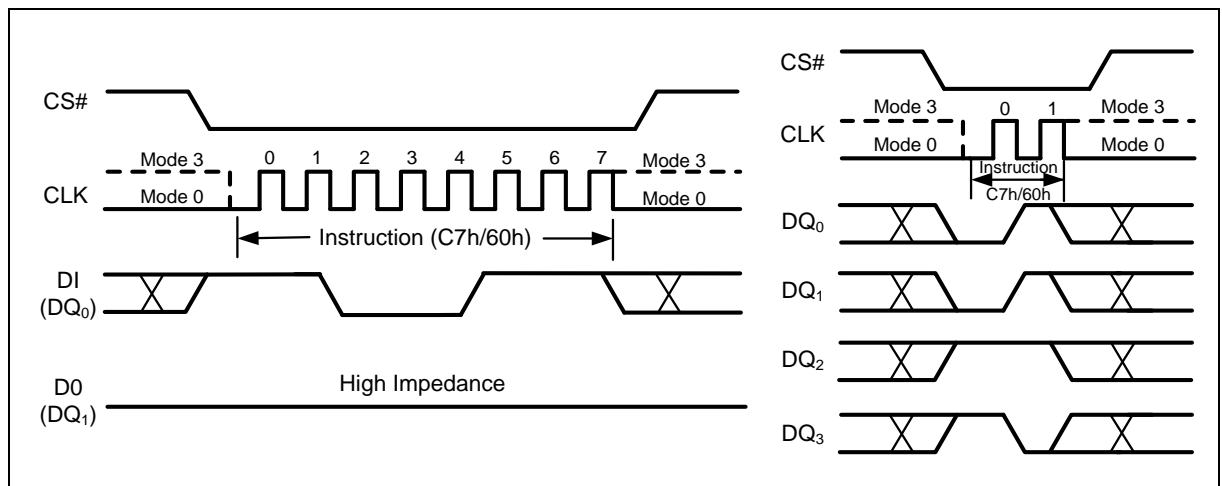 CS#
Mode 3 0 1 2 3 4 5 6 7 Mode 3
CLK
Mode 0 Mode 0
Instruction (C7h/60h)
DI
(DQ0)
High Impedance
D0
(DQ1)
CS#
Mode 3 0 1 Mode 3
CLK
Mode 0 Mode 0
Instruction
C7h/60h
DQ0
DQ1
DQ2
DQ3